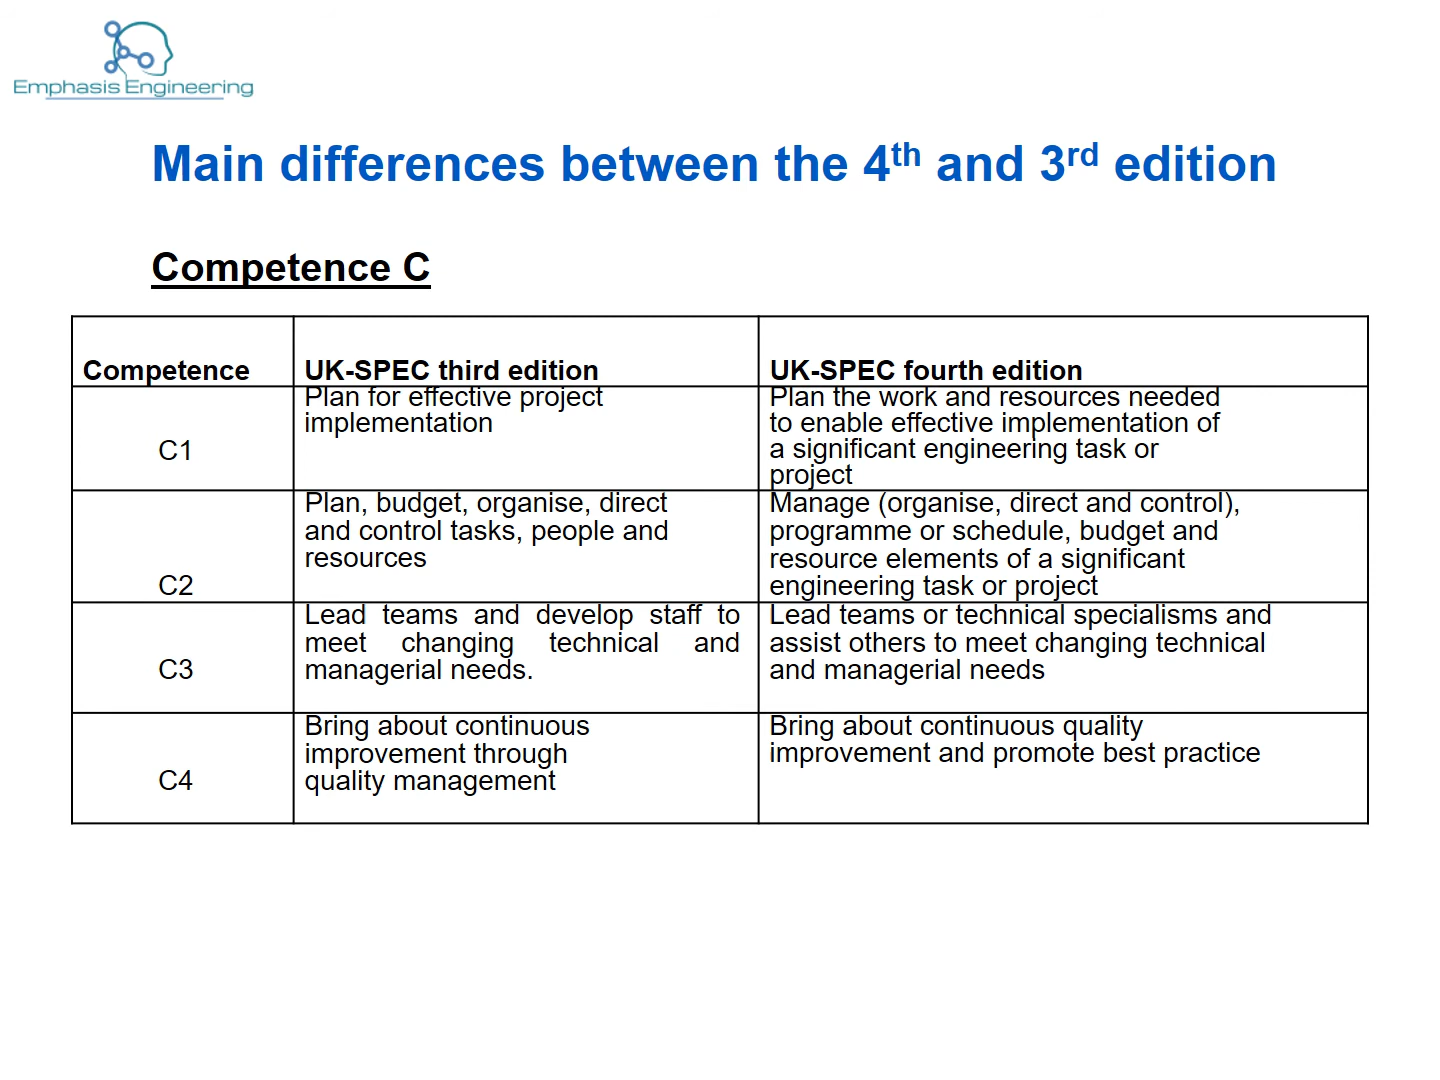 Emphasis Engineering
Main differences between the 4th and 3rd edition
Competence C
Competence
UK-SPEC third edition
UK-SPEC fourth edition
C1
Plan for effective project
implementation
Plan the work and resources needed
to enable effective implementation of
a significant engineering task or
project
C2
Plan, budget, organise, direct
and control tasks, people and
resources
Manage (organise, direct and control),
programme or schedule, budget and
resource elements of a significant
engineering task or project
C3
Lead teams and develop staff to
meet changing technical and
managerial needs.
Lead teams or technical specialisms and
assist others to meet changing technical
and managerial needs
C4
Bring about continuous
improvement through
quality management
Bring about continuous quality
improvement and promote best practice